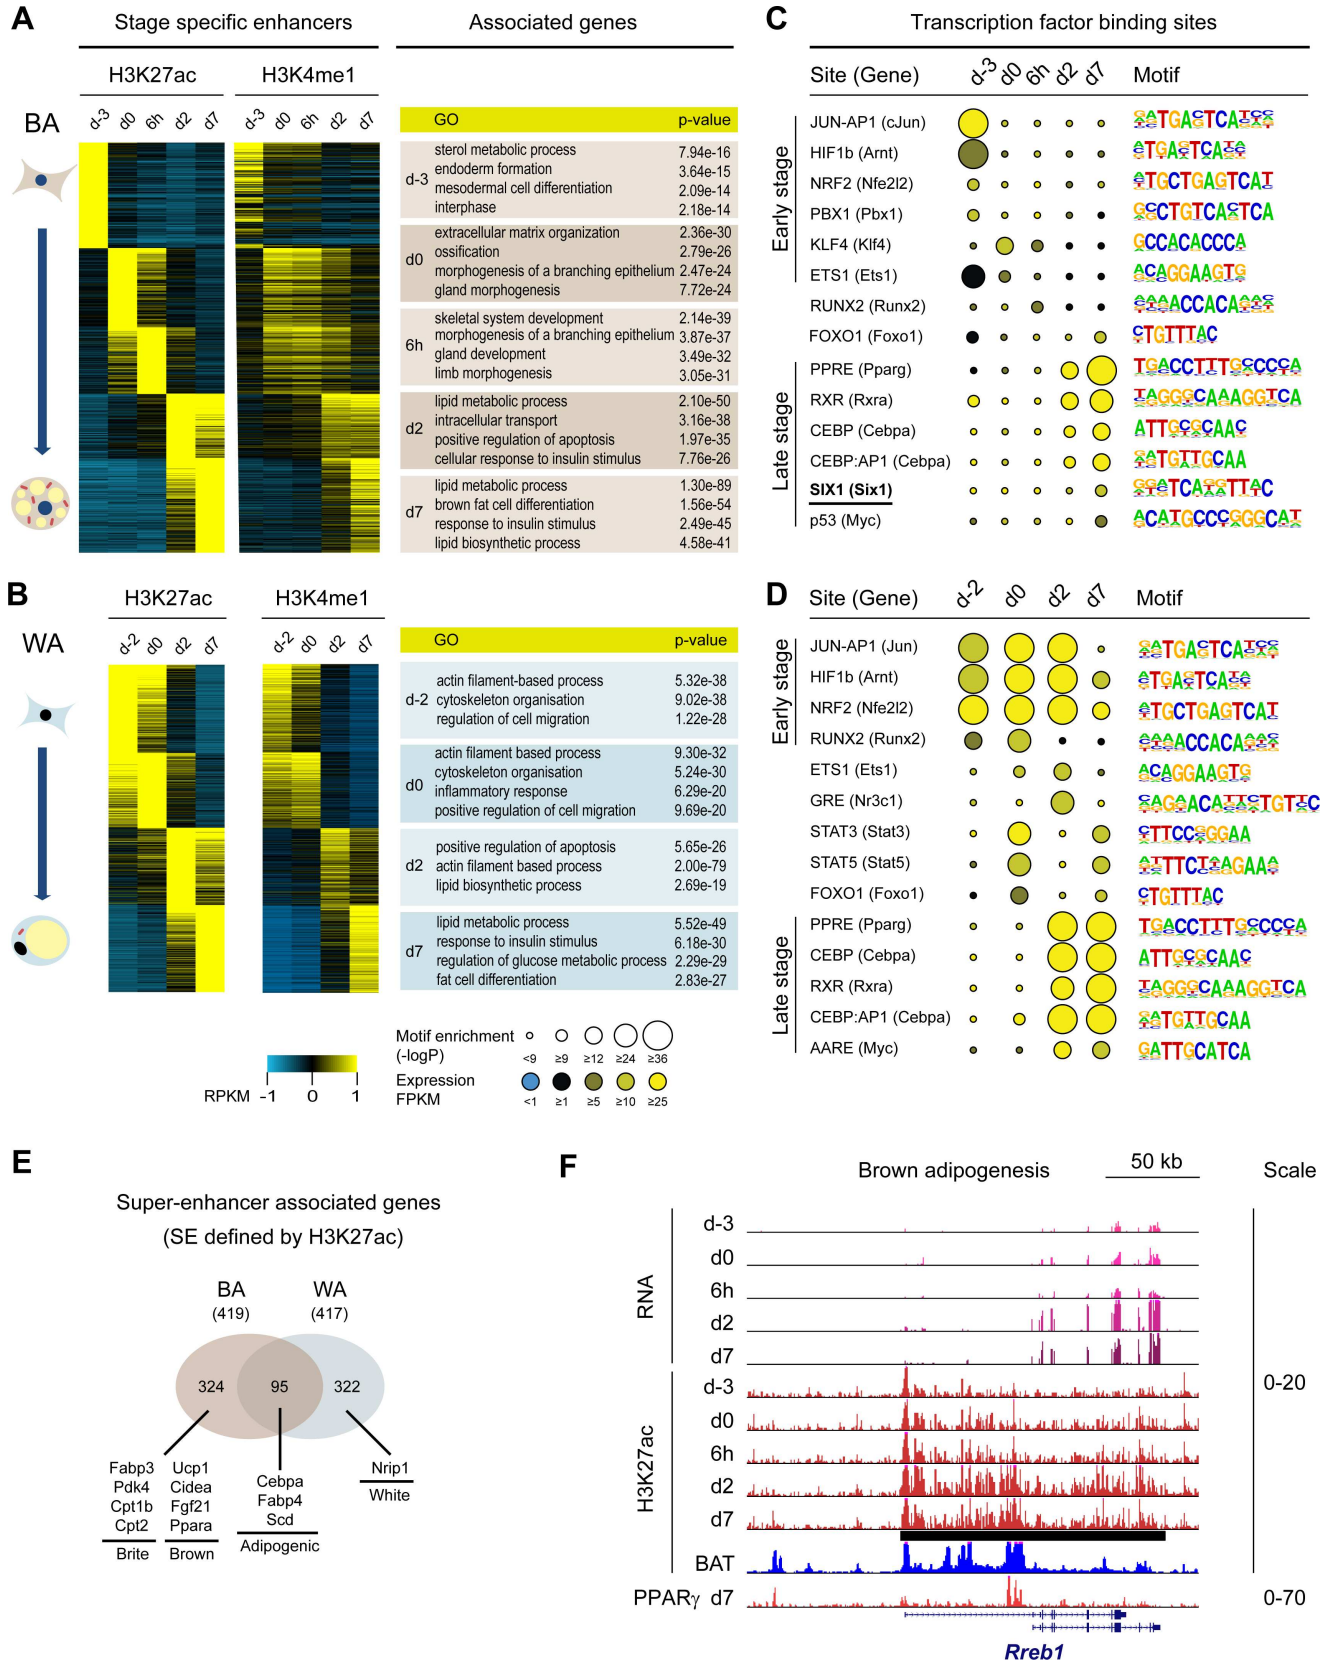 A
Stage specific enhancers
Associated genes
H3K27ac
H3K4me1
d-3 d0 6h d2 d7
d-3 d0 6h d2 d7
BA
GO p-value
d-3
sterol metabolic process 7.94e-16
endoderm formation 3.64e-15
mesodermal cell differentiation 2.09e-14
interphase 2.18e-14
d0
extracellular matrix organization 2.36e-30
ossification 2.79e-26
morphogenesis of a branching epithelium 2.47e-24
gland morphogenesis 7.72e-24
6h
skeletal system development 2.14e-39
morphogenesis of a branching epithelium 3.87e-37
gland development 3.49e-32
limb morphogenesis 3.05e-31
d2
lipid metabolic process 2.10e-50
intracellular transport 3.16e-38
positive regulation of apoptosis 1.97e-35
cellular response to insulin stimulus 7.76e-26
d7
lipid metabolic process 1.30e-89
brown fat cell differentiation 1.56e-54
response to insulin stimulus 2.49e-45
lipid biosynthetic process 4.58e-41
B
H3K27ac
H3K4me1
d-2 d0 d2 d7
d-2 d0 d2 d7
WA
GO p-value
d-2
actin filament-based process 5.32e-38
cytoskeleton organisation 9.02e-38
regulation of cell migration 1.22e-28
d0
actin filament based process 9.30e-32
cytoskeleton organisation 5.24e-30
inflammatory response 6.29e-20
positive regulation of cell migration 9.69e-20
d2
positive regulation of apoptosis 5.65e-26
actin filament based process 2.00e-79
lipid biosynthetic process 2.69e-19
d7
lipid metabolic process 5.52e-49
response to insulin stimulus 6.18e-30
regulation of glucose metabolic process 2.29e-29
fat cell differentiation 2.83e-27
RPKM -1 0 1
Motif enrichment
(-logP)
<9 ≥9 ≥12 ≥24 ≥36
Expression
FPKM
<1 ≥1 ≥5 ≥10 ≥25
C
Transcription factor binding sites
Site (Gene) d-3 d0 6h d2 d7 Motif
Early stage
JUN-AP1 (cJun)
HIF1b (Arnt)
NRF2 (Nfe2l2)
PBX1 (Pbx1)
KLF4 (Klf4)
ETS1 (Ets1)
RUNX2 (Runx2)
FOXO1 (Foxo1)
Late stage
PPRE (Pparg)
RXR (Rxra)
CEBP (Cebpa)
CEBP:AP1 (Cebpa)
SIX1 (Six1)
p53 (Myc)
D
Site (Gene) d-2 d0 d2 d7 Motif
Early stage
JUN-AP1 (Jun)
HIF1b (Arnt)
NRF2 (Nfe2l2)
RUNX2 (Runx2)
ETS1 (Ets1)
GRE (Nr3c1)
STAT3 (Stat3)
STAT5 (Stat5)
FOXO1 (Foxo1)
Late stage
PPRE (Pparg)
CEBP (Cebpa)
RXR (Rxra)
CEBP:AP1 (Cebpa)
AARE (Myc)
GATTGCATCA
E
Super-enhancer associated genes
(SE defined by H3K27ac)
BA WA
(419) (417)
324 95 322
Fabp3
Pdk4
Cpt1b
Cpt2
Brite
Ucp1
Cidea
Fgf21
Ppara
Brown
Cebpa
Fabp4
Scd
Adipogenic
Nrip1
White
F
Brown adipogenesis
50 kb
Scale
RNA
d-3
d0
6h
d2
d7
H3K27ac
d-3
d0
6h
d2
d7
BAT
0-20
PPARγ d7
0-70
Rreb1